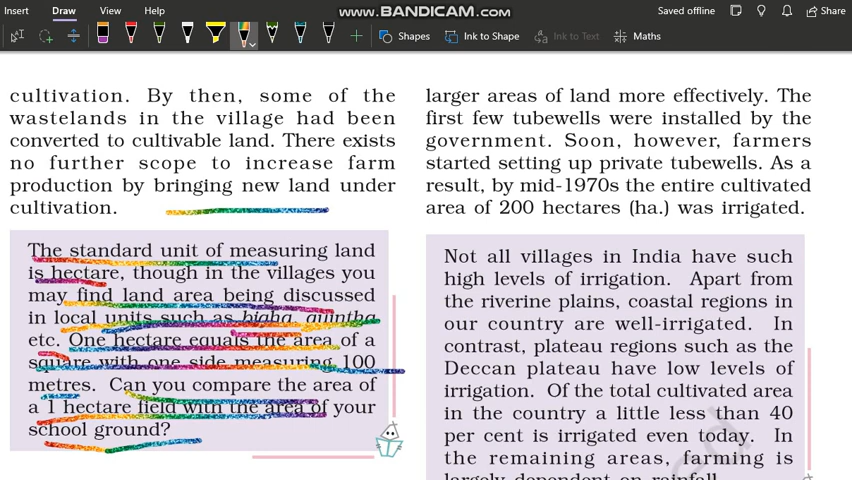 Draw
View
Help
WWW.BANDICAM.COM
Saved offline
Share
Insert
Shapes
Ink to Shape
Ink to Text
Maths
cultivation. By then, some of the
wastelands in the village had been
converted to cultivable land. There exists
no further scope to increase farm
production by bringing new land under
cultivation.
The standard unit of measuring land
is hectare, though in the villages you
may find land area being discussed
in local units such as bigha, guintha
etc. One hectare equals the area of a
square with one side measuring 100
metres. Can you compare the area of
a 1 hectare field with the area of your
school ground?
larger areas of land more effectively. The
first few tubewells were installed by the
government. Soon, however, farmers
started setting up private tubewells. As a
result, by mid-1970s the entire cultivated
area of 200 hectares (ha.) was irrigated.
Not all villages in India have such
high levels of irrigation. Apart from
the riverine plains, coastal regions in
our country are well-irrigated. In
contrast, plateau regions such as the
Deccan plateau have low levels of
irrigation. Of the total cultivated area
in the country a little less than 40
per cent is irrigated even today. In
the remaining areas, farming is
largely dependent on rainfall.